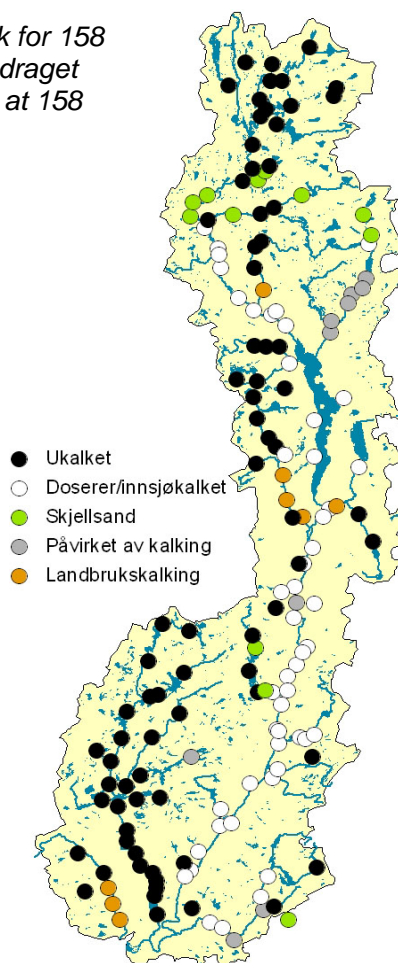 k for 158
draget
at 158
Ukalket
Doserer/innsjøkalket
Skjellsand
Påvirket av kalking
Landbrukskalking